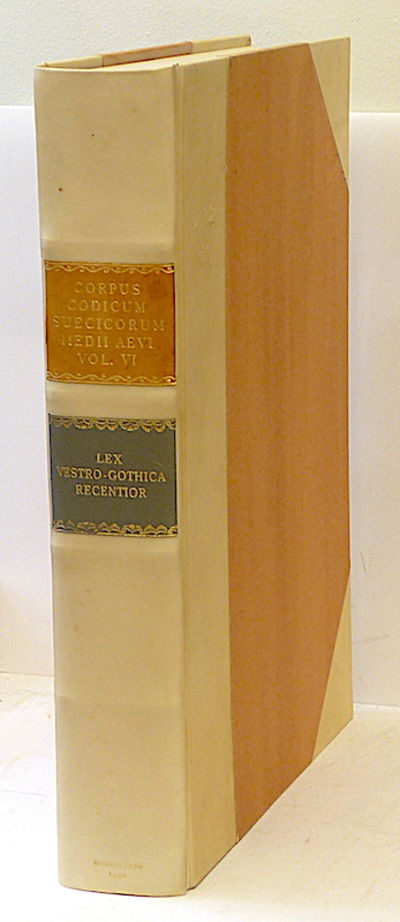 CORPUS
CODICUM
SUECICORUM
MEDII AEVI
VOL. VI
LEX
VESTRO-GOTHICA
RECENTIOR